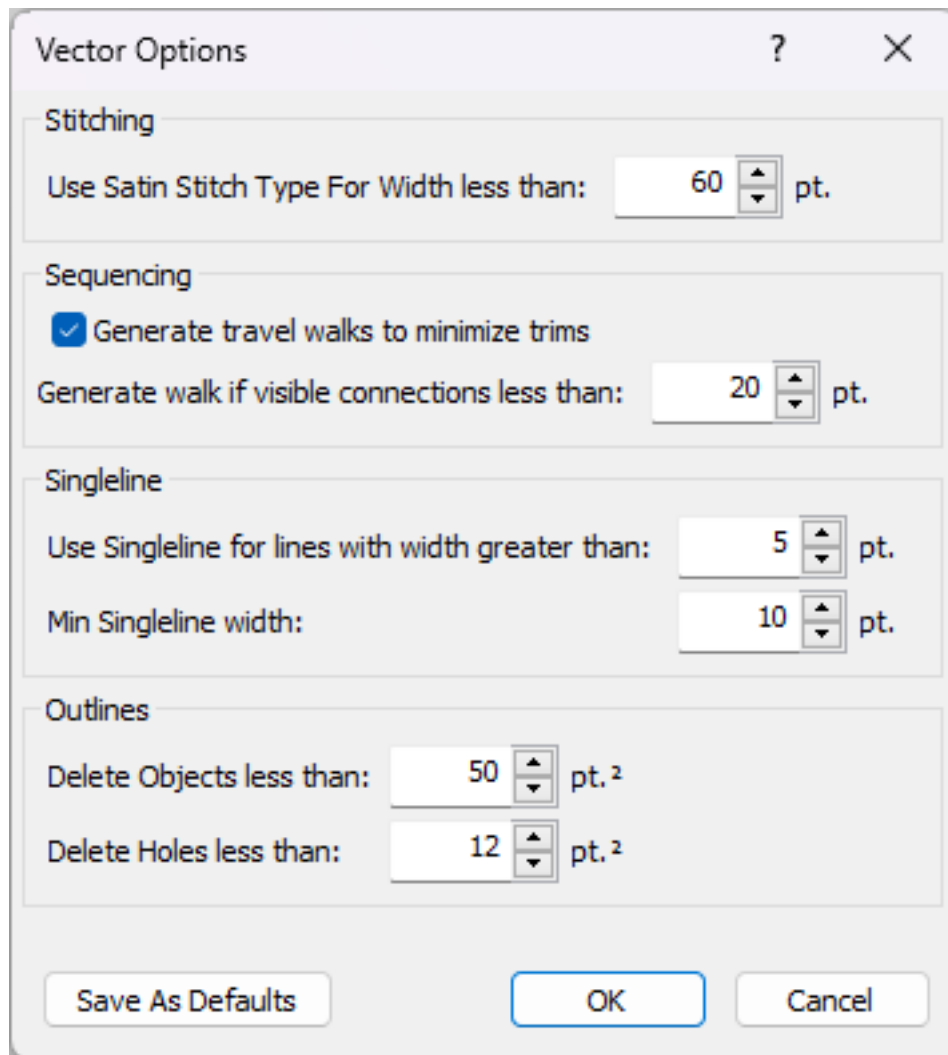 Vector Options ?
Stitching
Use Satin Stitch Type For Width less than: 60 pt.
Sequencing
Generate travel walks to minimize trims
Generate walk if visible connections less than: 20 pt.
Singleline
Use Singleline for lines with width greater than: 5 pt.
Min Singleline width: 10 pt.
Outlines
Delete Objects less than: 50 pt.²
Delete Holes less than: 12 pt.²
Save As Defaults OK Cancel